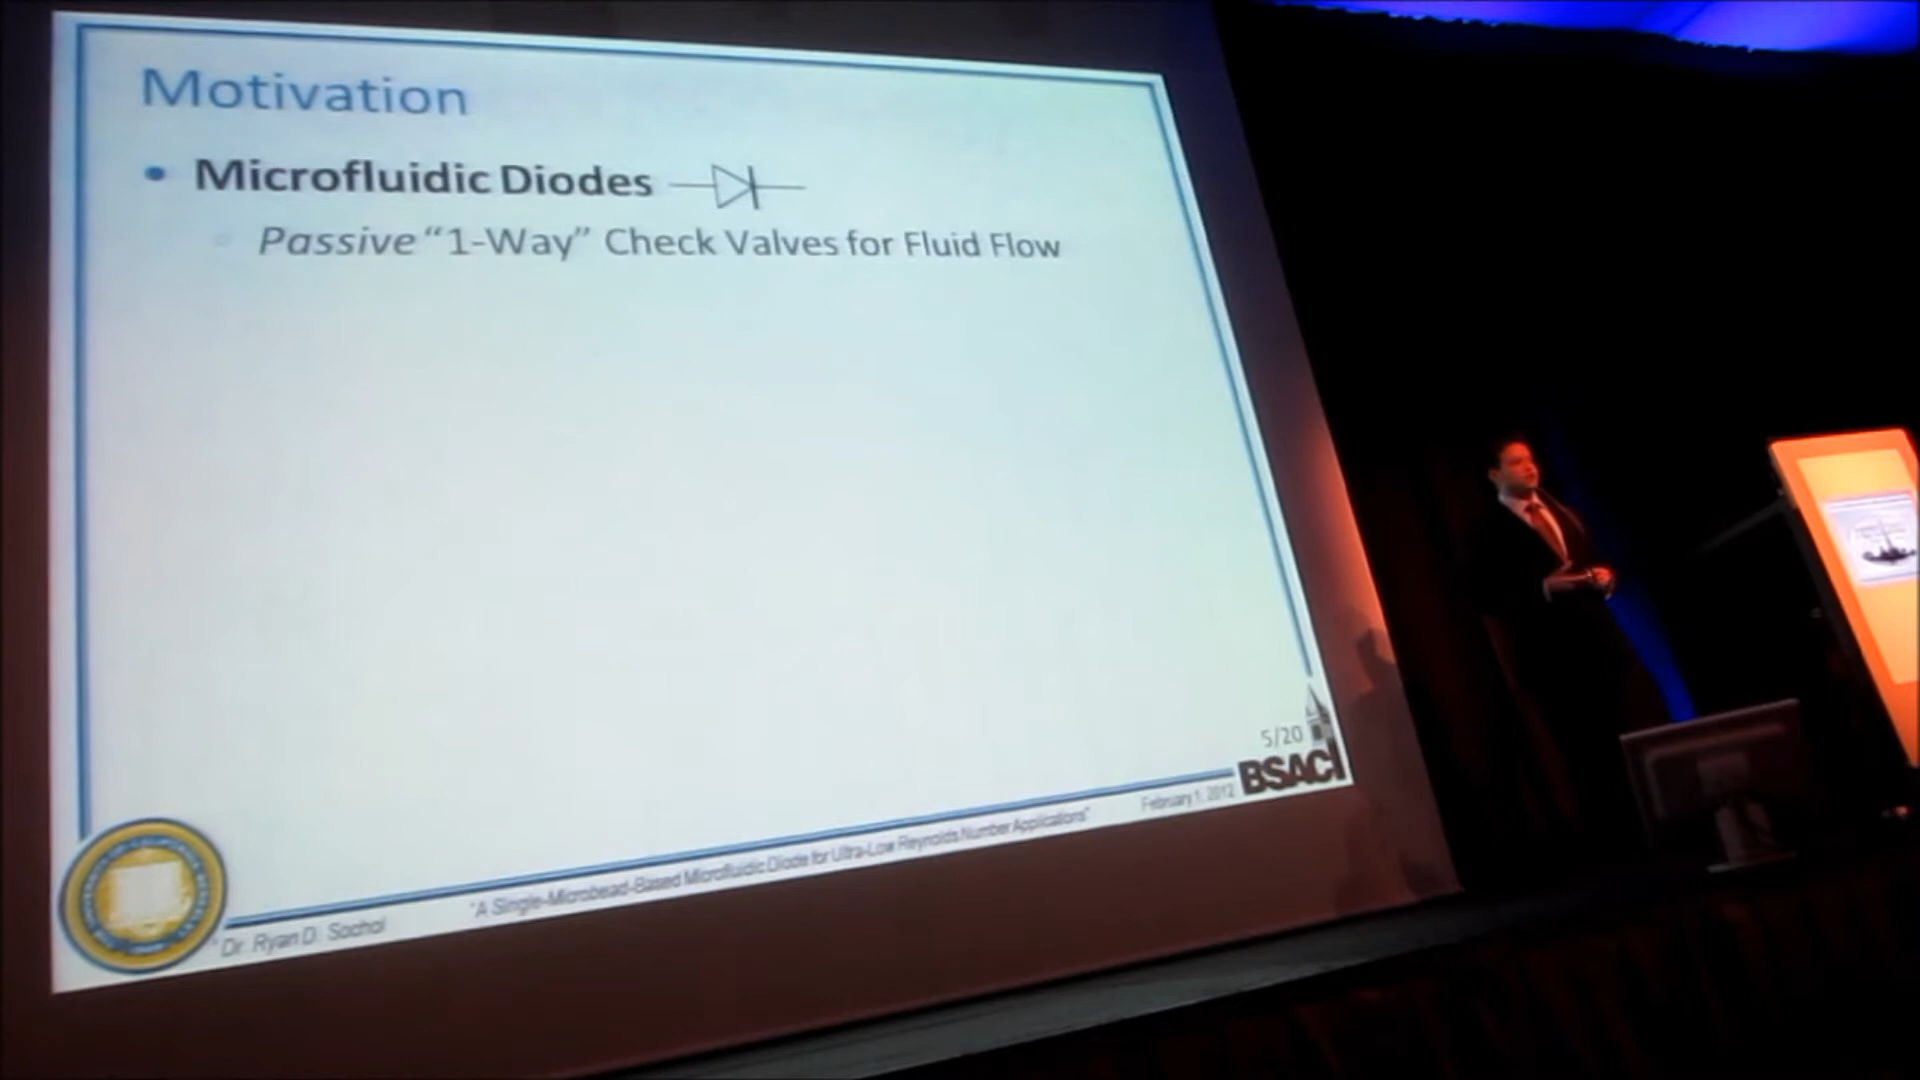 Motivation
• Microfluidic Diodes
Passive “1-Way” Check Valves for Fluid Flow
5/20
BSAC
February 1, 2012
"A Single-Microbead-Based Microfluidic Diode for Ultra-Low Reynolds Number Applications"
Dr. Ryan D. Sochol